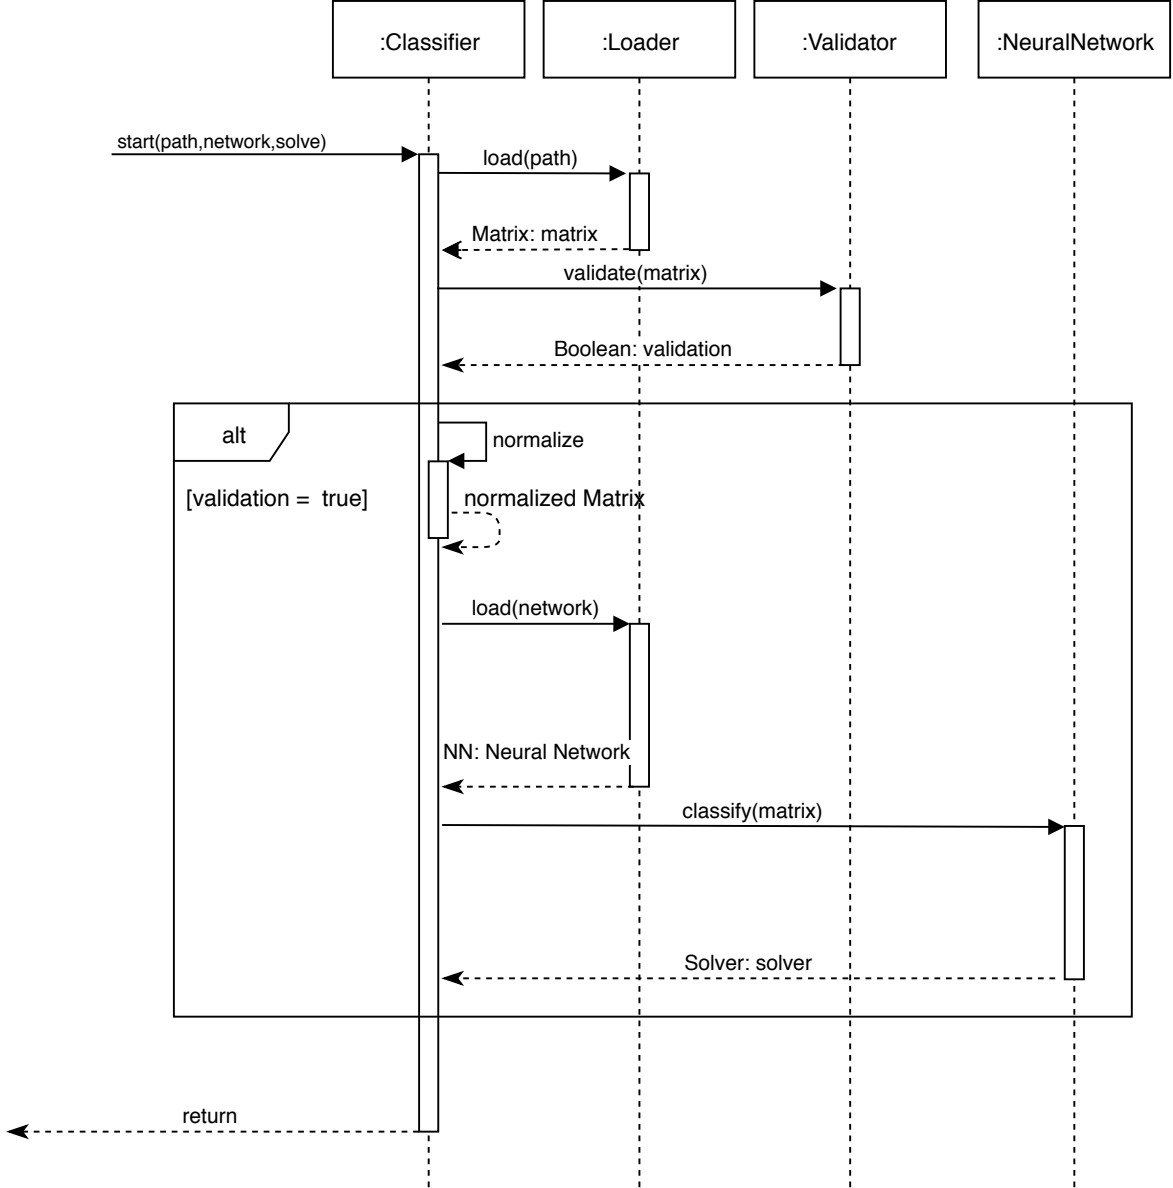 :Classifier
:Loader
:Validator
:NeuralNetwork
start(path,network,solve)
load(path)
Matrix: matrix
validate(matrix)
Boolean: validation
alt
normalize
[validation =  true]
normalized Matrix
load(network)
NN: Neural Network
classify(matrix)
Solver: solver
return